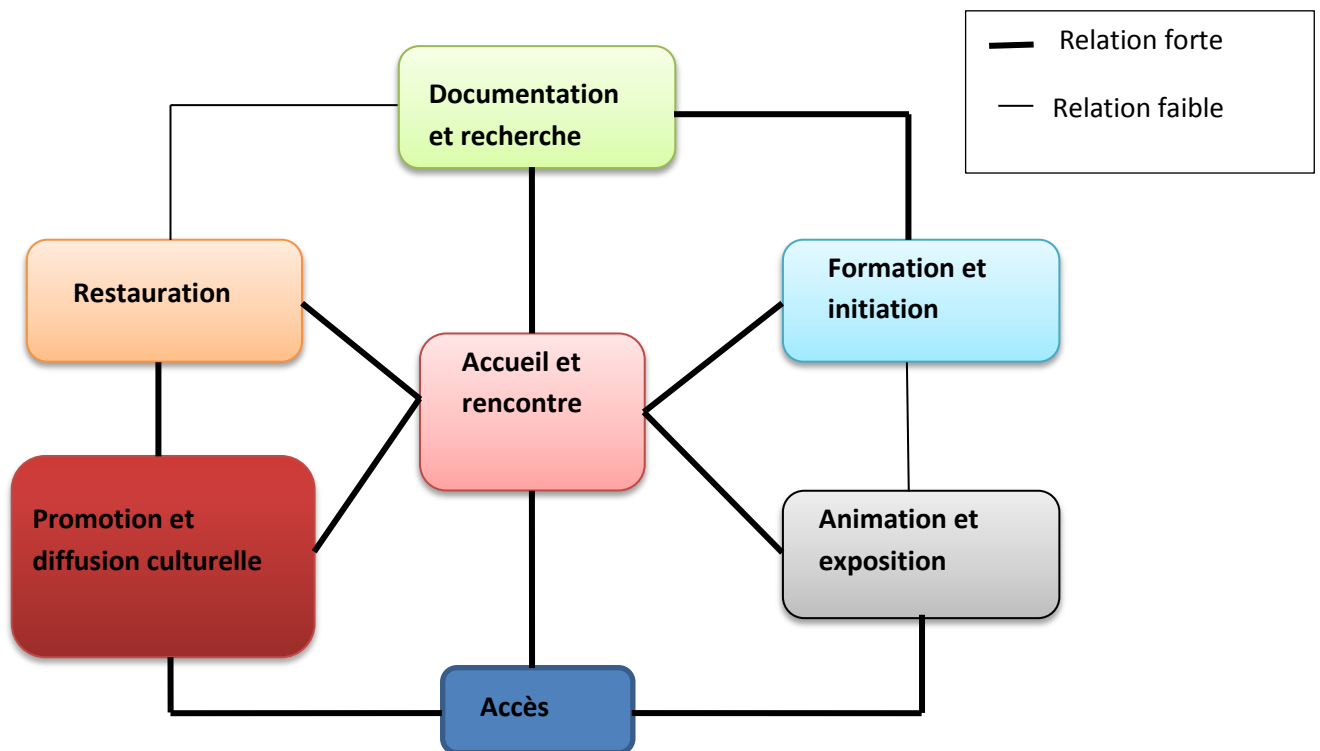 Relation forte
Relation faible
Documentation
et recherche
Restauration
Formation et
initiation
Accueil et
rencontre
Promotion et
diffusion culturelle
Animation et
exposition
Accès